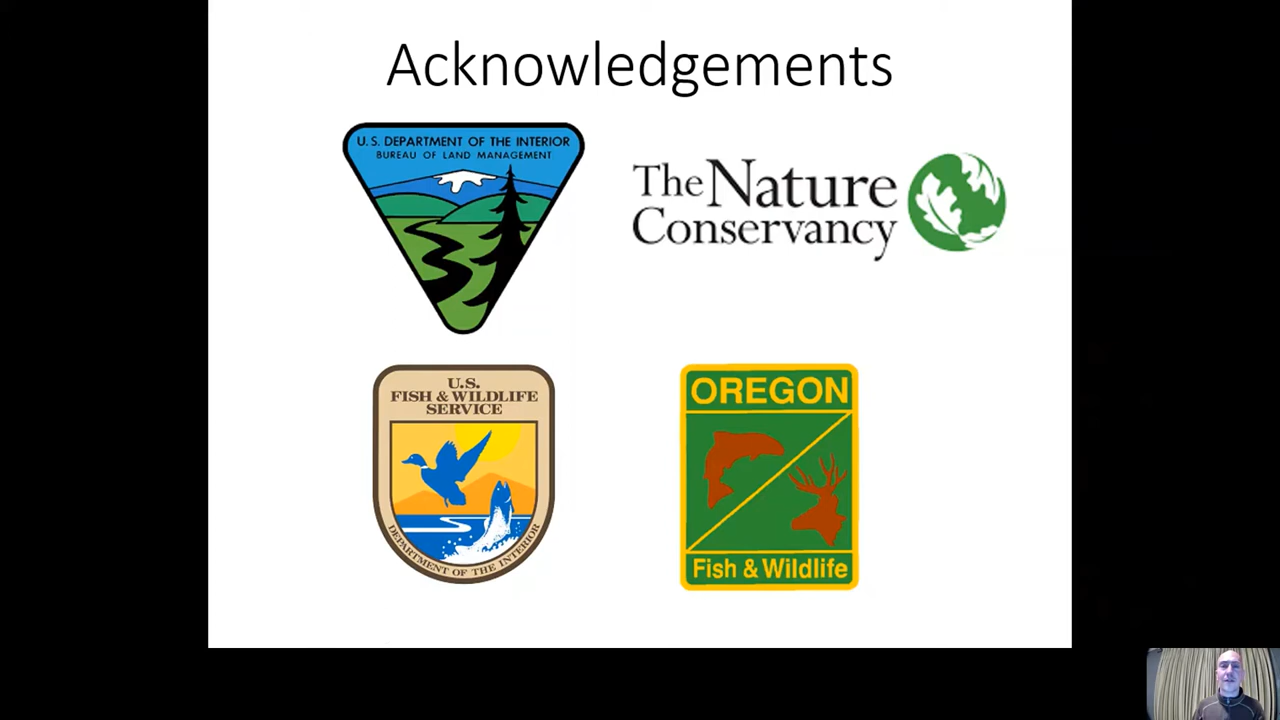 Acknowledgements
U.S. DEPARTMENT OF THE INTERIOR
BUREAU OF LAND MANAGEMENT
The Nature
Conservancy
U.S.
FISH & WILDLIFE
SERVICE
DEPARTMENT OF THE INTERIOR
OREGON
Fish & Wildlife